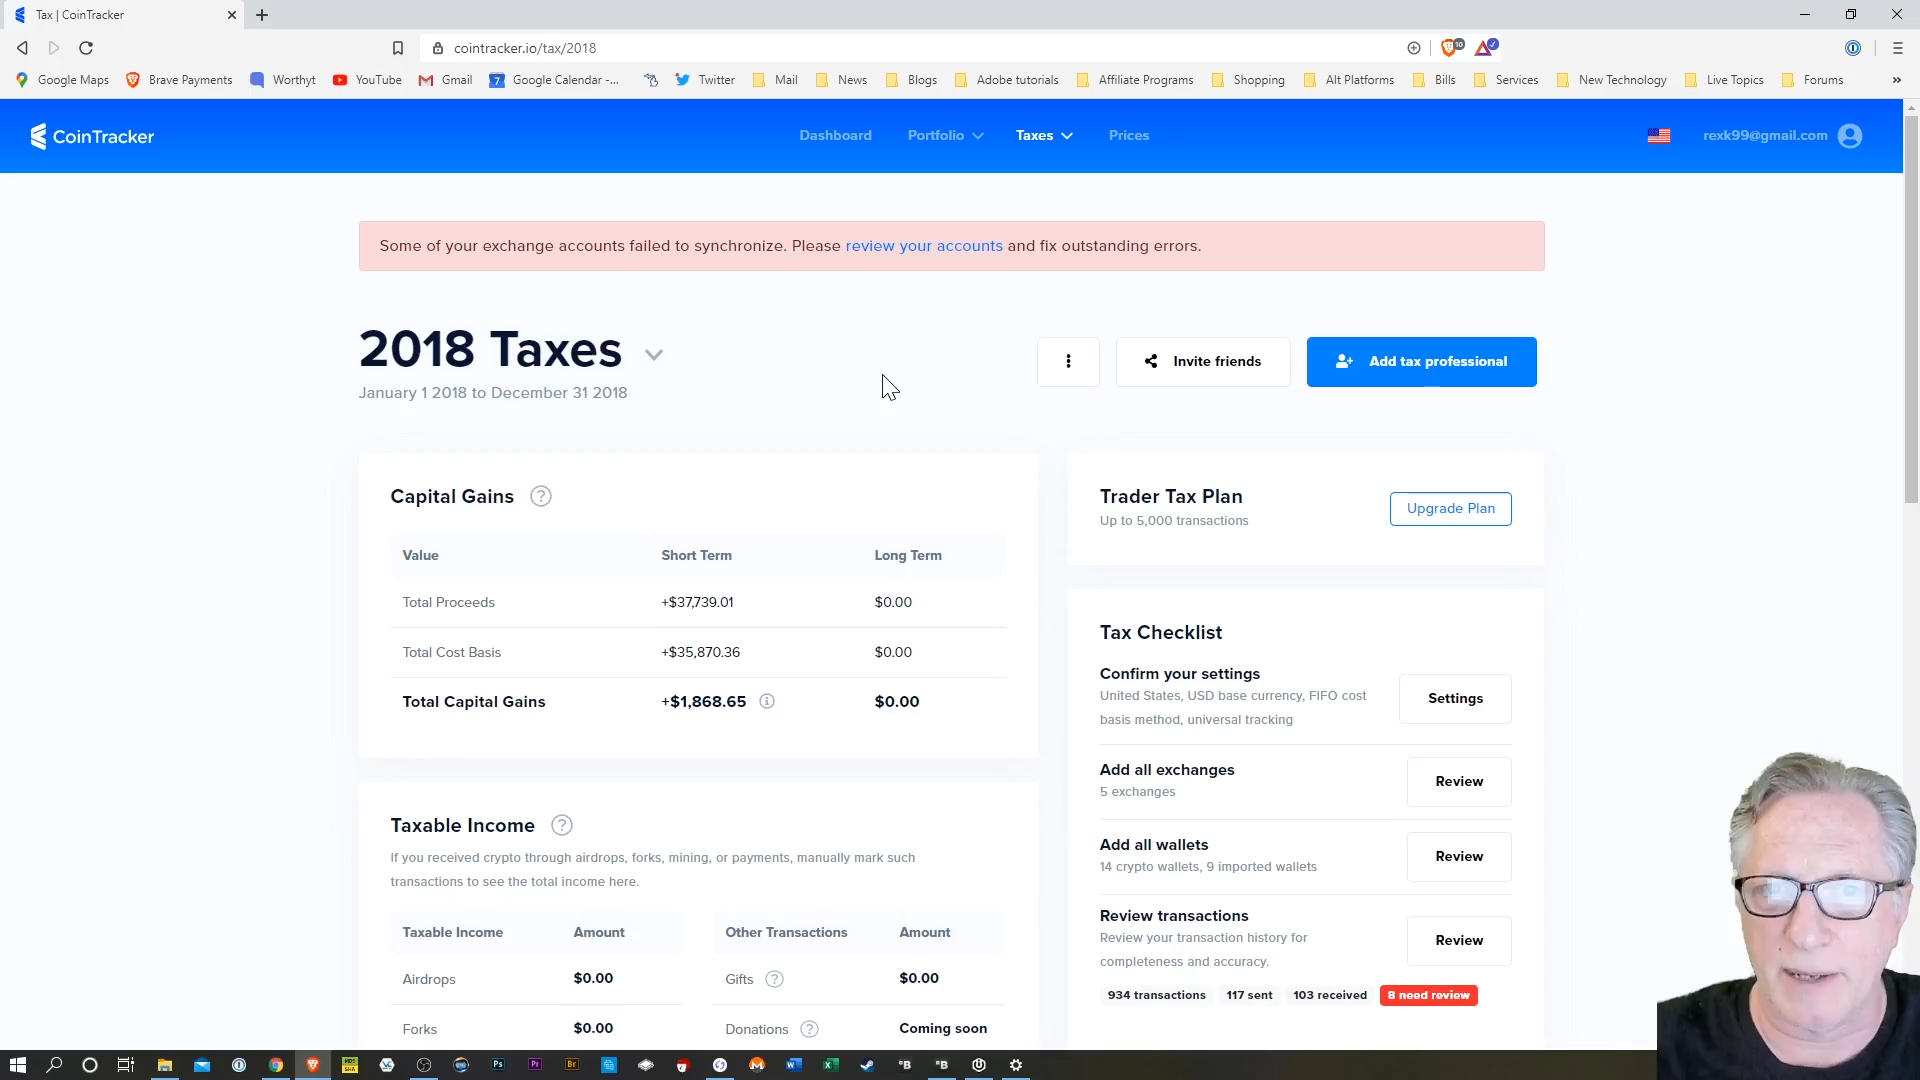 Tax | CoinTracker
cointracker.io/tax/2018
10
Google Maps Brave Payments Worthyt YouTube Gmail 7 Google Calendar -... Twitter Mail News Blogs Adobe tutorials Affiliate Programs Shopping Alt Platforms Bills Services New Technology Live Topics Forums »
CoinTracker Dashboard Portfolio Taxes Prices rexk99@gmail.com
Some of your exchange accounts failed to synchronize. Please review your accounts and fix outstanding errors.
2018 Taxes
January 1 2018 to December 31 2018
Invite friends
Add tax professional
Capital Gains ?
Value Short Term Long Term
Total Proceeds +$37,739.01 $0.00
Total Cost Basis +$35,870.36 $0.00
Total Capital Gains +$1,868.65 $0.00
Taxable Income ?
If you received crypto through airdrops, forks, mining, or payments, manually mark such
transactions to see the total income here.
Taxable Income Amount Other Transactions Amount
Airdrops $0.00 Gifts ? $0.00
Forks $0.00 Donations ? Coming soon
Trader Tax Plan
Up to 5,000 transactions
Upgrade Plan
Tax Checklist
Confirm your settings
United States, USD base currency, FIFO cost
basis method, universal tracking
Settings
Add all exchanges
5 exchanges
Review
Add all wallets
14 crypto wallets, 9 imported wallets
Review
Review transactions
Review your transaction history for
completeness and accuracy.
Review
934 transactions 117 sent 103 received 8 need review
MD5 SHA Ps Pr Br